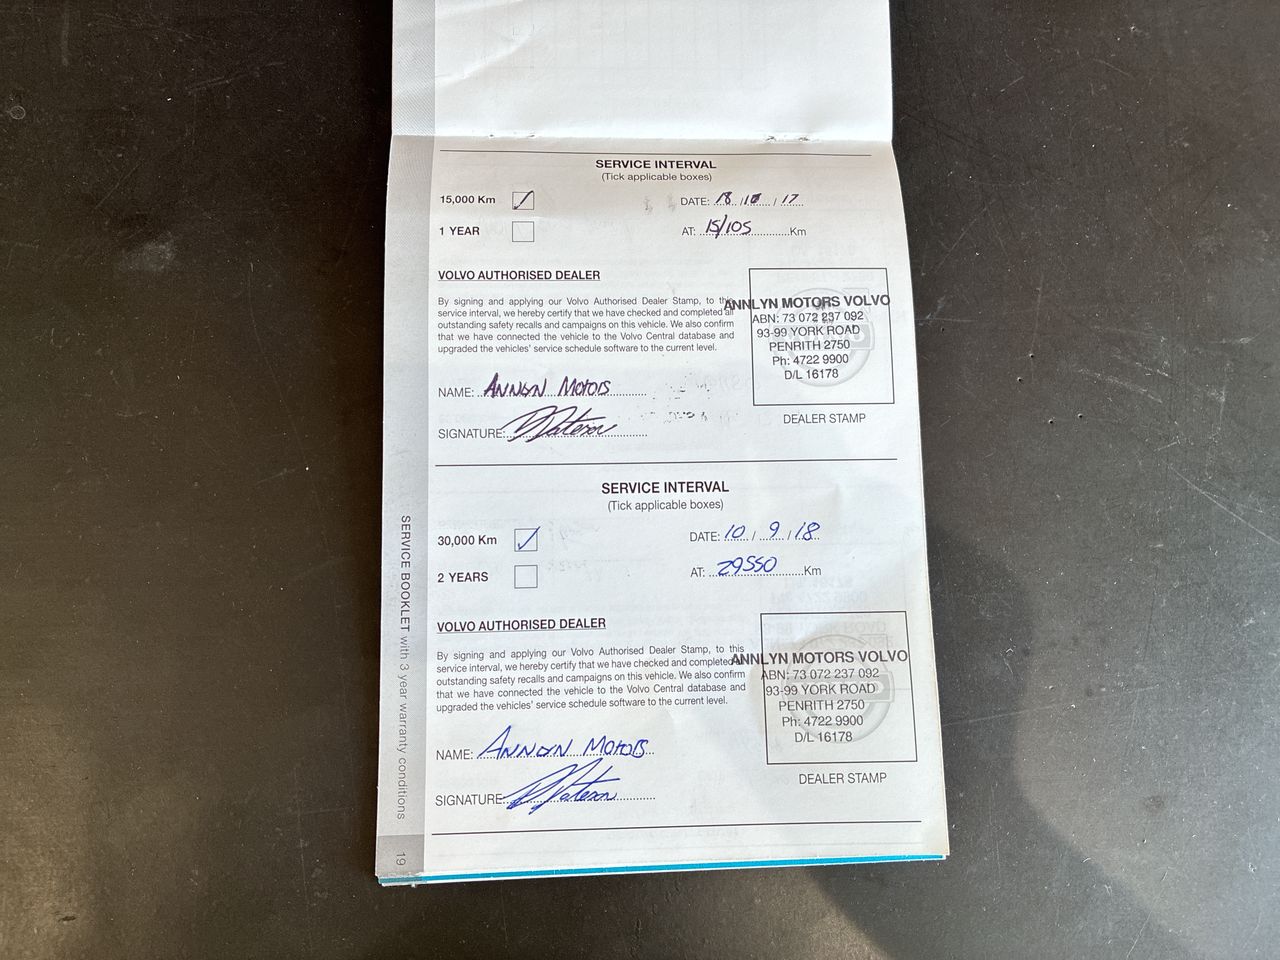 SERVICE INTERVAL
(Tick applicable boxes)
15,000 Km
DATE: 18 / 10 / 17
1 YEAR
AT: 15/105 Km
VOLVO AUTHORISED DEALER
By signing and applying our Volvo Authorised Dealer Stamp, to this
service interval, we hereby certify that we have checked and completed all
outstanding safety recalls and campaigns on this vehicle. We also confirm
that we have connected the vehicle to the Volvo Central database and
upgraded the vehicles' service schedule software to the current level.
ANNLYN MOTORS VOLVO
ABN: 73 072 237 092
93-99 YORK ROAD
PENRITH 2750
Ph: 4722 9900
D/L 16178
NAME: ANNLYN MOTORS
DEALER STAMP
SIGNATURE:
SERVICE INTERVAL
(Tick applicable boxes)
30,000 Km
DATE: 10 / 9 / 18
2 YEARS
AT: 29550 Km
VOLVO AUTHORISED DEALER
By signing and applying our Volvo Authorised Dealer Stamp, to this
service interval, we hereby certify that we have checked and completed all
outstanding safety recalls and campaigns on this vehicle. We also confirm
that we have connected the vehicle to the Volvo Central database and
upgraded the vehicles' service schedule software to the current level.
ANNLYN MOTORS VOLVO
ABN: 73 072 237 092
93-99 YORK ROAD
PENRITH 2750
Ph: 4722 9900
D/L 16178
NAME: ANNLYN MOTORS
DEALER STAMP
SIGNATURE:
SERVICE BOOKLET with 3 year warranty conditions
19